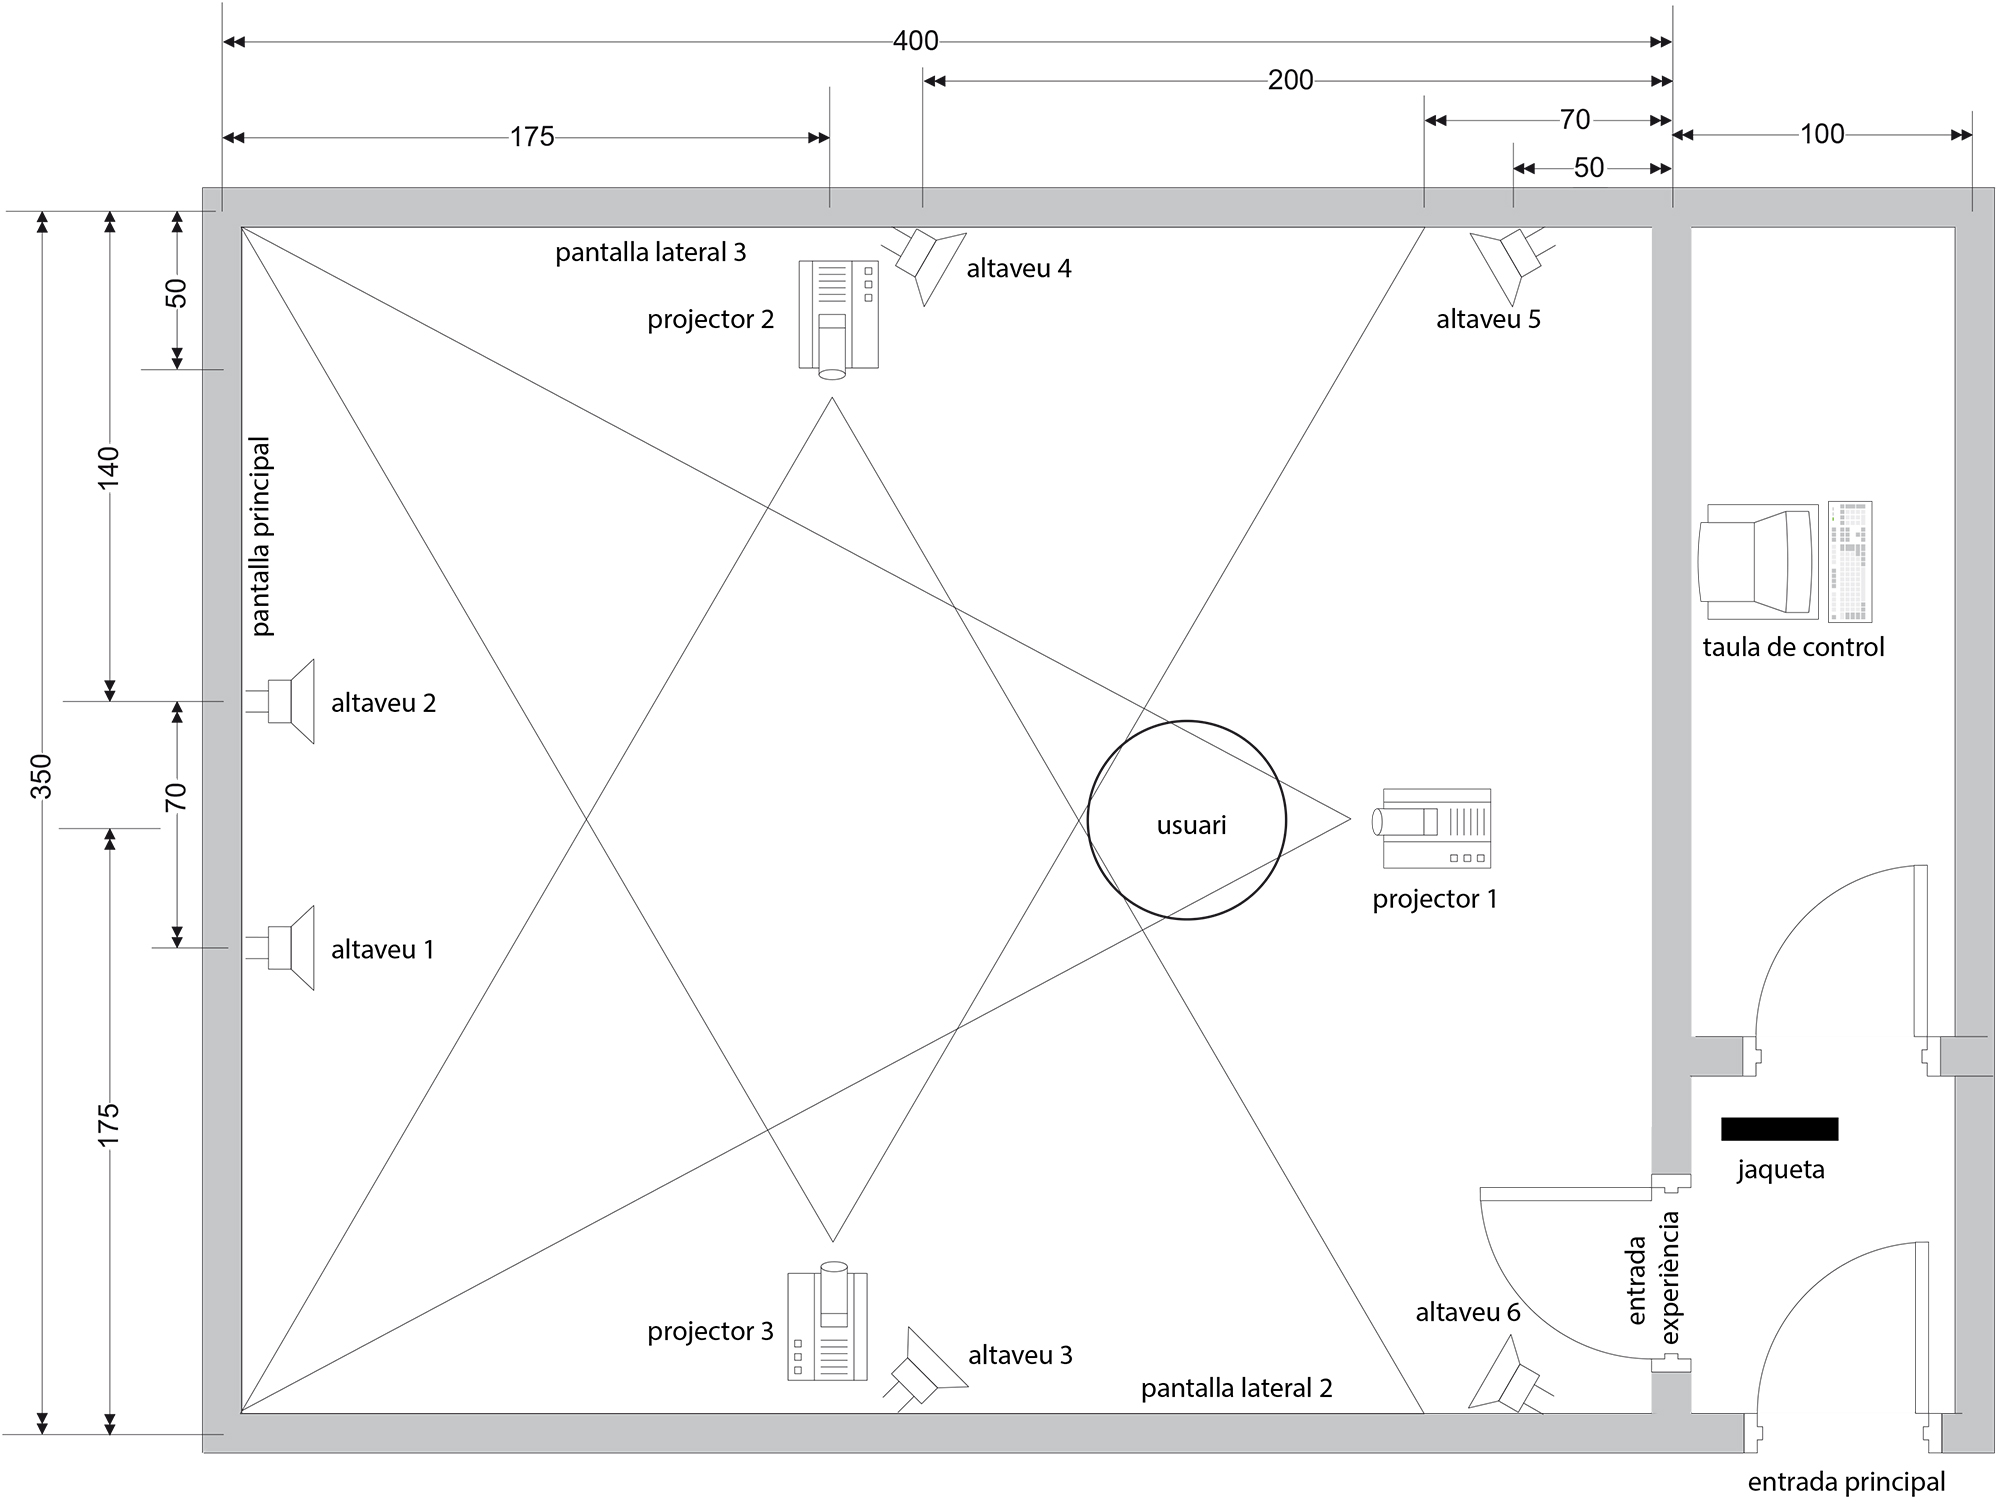 400
200
70
175
100
50
pantalla lateral 3
altaveu 4
projector 2
altaveu 5
50
140
pantalla principal
taula de control
altaveu 2
350
70
usuari
projector 1
altaveu 1
175
jaqueta
entrada
experiència
altaveu 6
projector 3
altaveu 3
pantalla lateral 2
entrada principal